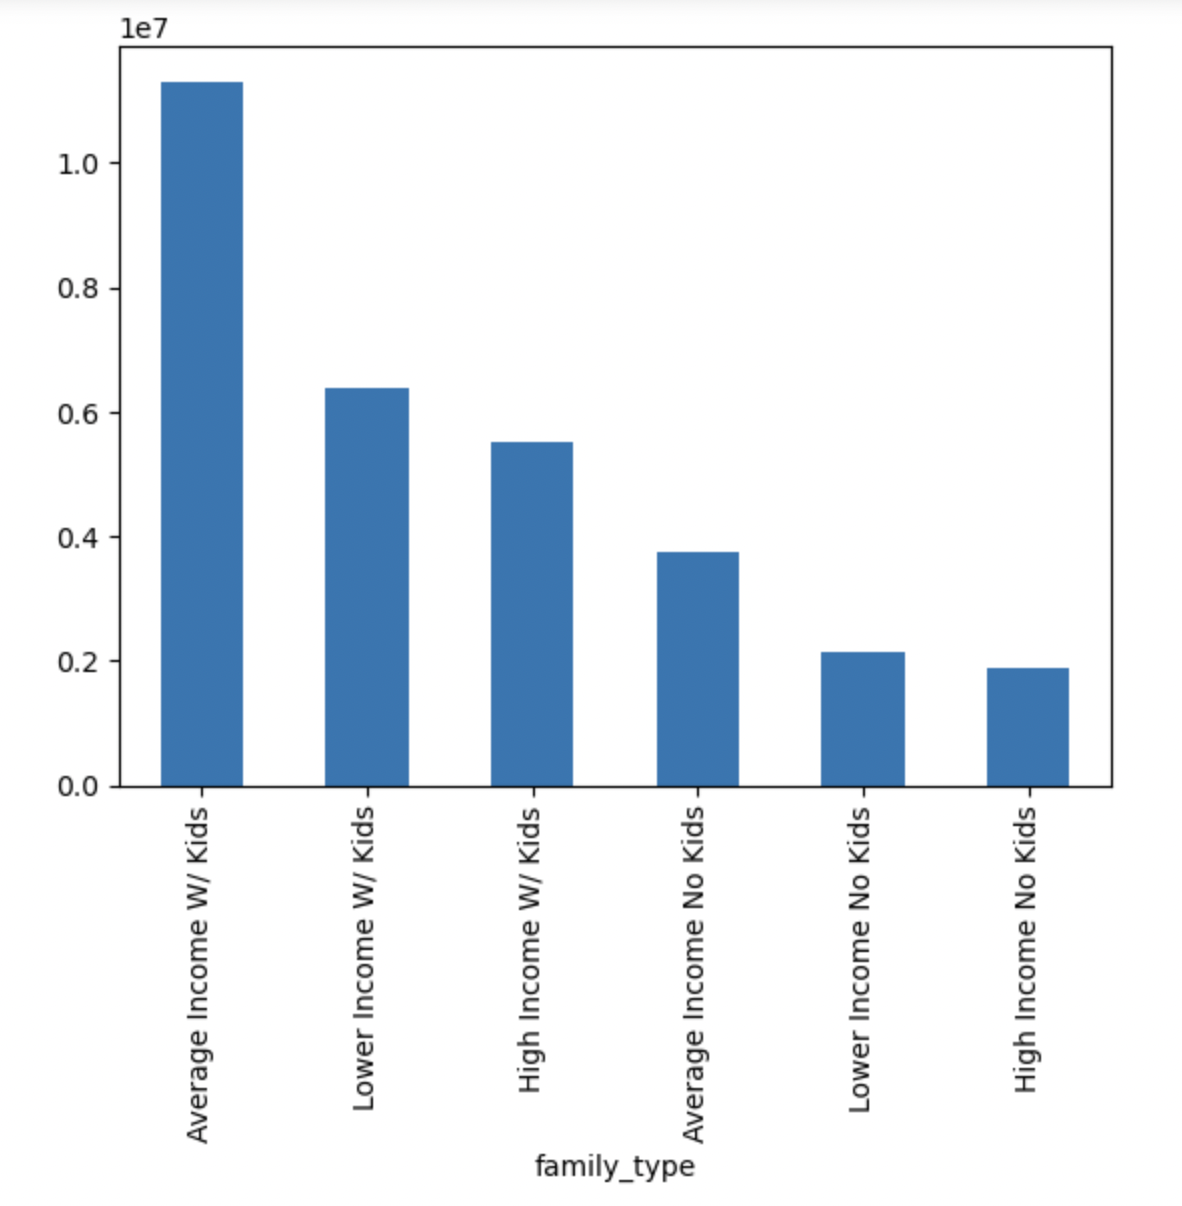 1e7
1.0
0.8
0.6
0.4
0.2
0.0
Average Income W/ Kids
Lower Income W/ Kids
High Income W/ Kids
Average Income No Kids
Lower Income No Kids
High Income No Kids
family_type